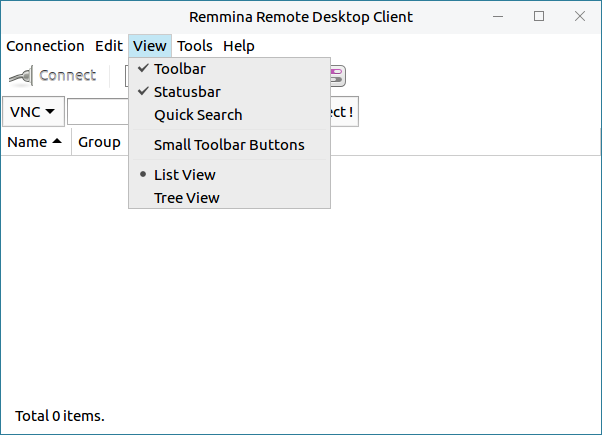 Remmina Remote Desktop Client
Connection Edit View Tools Help
Connect
Toolbar
Statusbar
VNC
Quick Search
Name Group
Small Toolbar Buttons
List View
Tree View
Total 0 items.